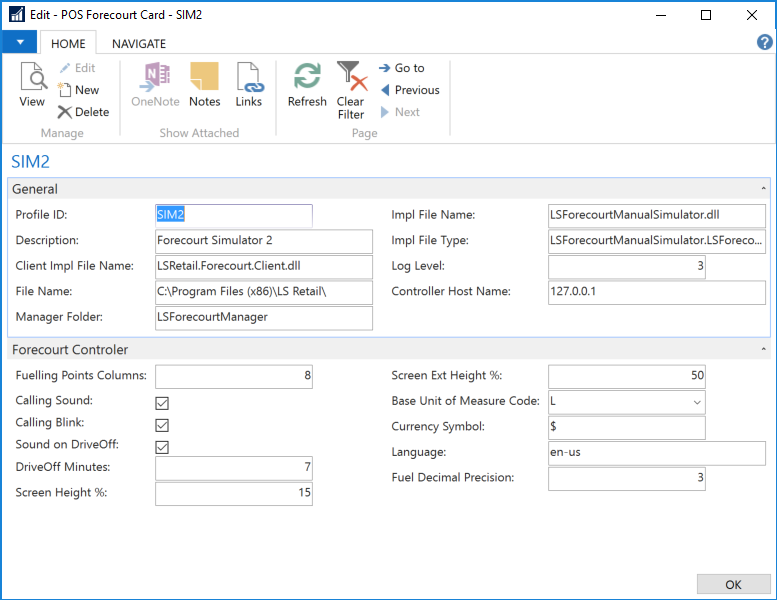 Edit - POS Forecourt Card - SIM2
HOME NAVIGATE
View
Edit
New
Delete
Manage
OneNote Notes Links
Show Attached
Refresh Clear Filter
Go to
Previous
Next
Page
SIM2
General
Profile ID: SIM2
Description: Forecourt Simulator 2
Client Impl File Name: LSRetail.Forecourt.Client.dll
File Name: C:\Program Files (x86)\LS Retail\
Manager Folder: LSForecourtManager
Impl File Name: LSForecourtManualSimulator.dll
Impl File Type: LSForecourtManualSimulator.LSForeco...
Log Level: 3
Controller Host Name: 127.0.0.1
Forecourt Controler
Fuelling Points Columns: 8
Calling Sound:
Calling Blink:
Sound on DriveOff:
DriveOff Minutes: 7
Screen Height %: 15
Screen Ext Height %: 50
Base Unit of Measure Code: L
Currency Symbol: $
Language: en-us
Fuel Decimal Precision: 3
OK